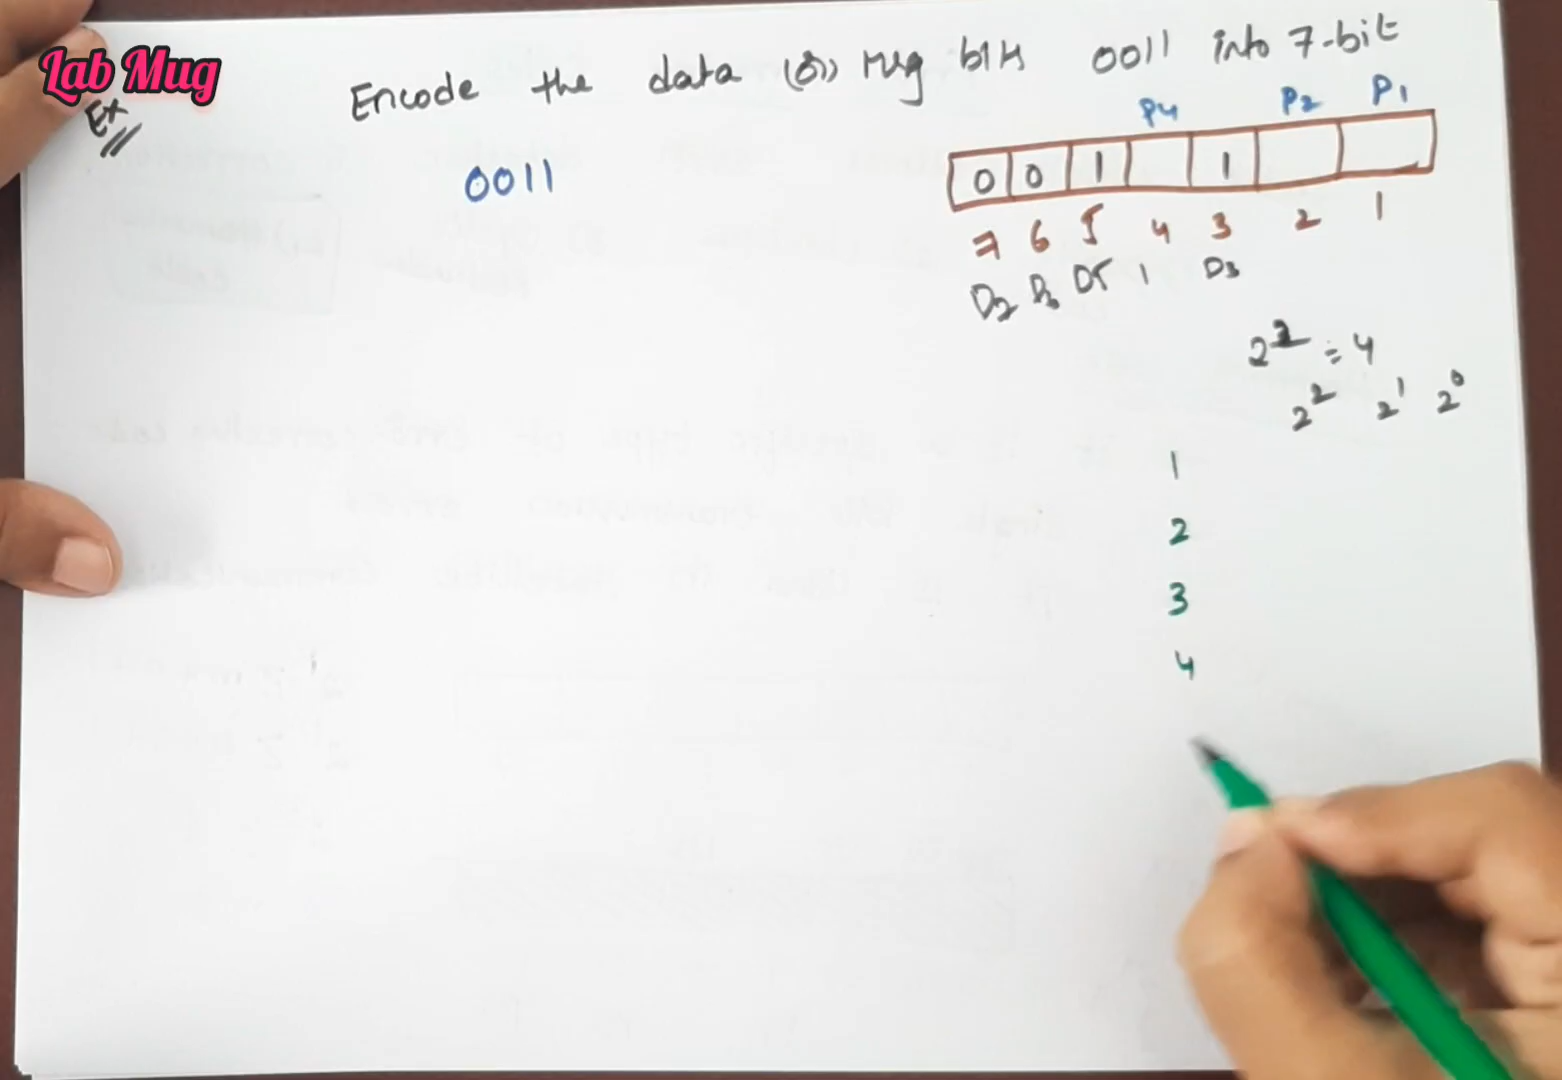 Lab Mug
Ex
Encode the data (or) msg bits 0011 into 7-bit
P4 P2 P1
0011
0 0 1 1
7 6 5 4 3 2 1
D7 D6 D5 1 D3
2² = 4
2² 2¹ 2⁰
1
2
3
4